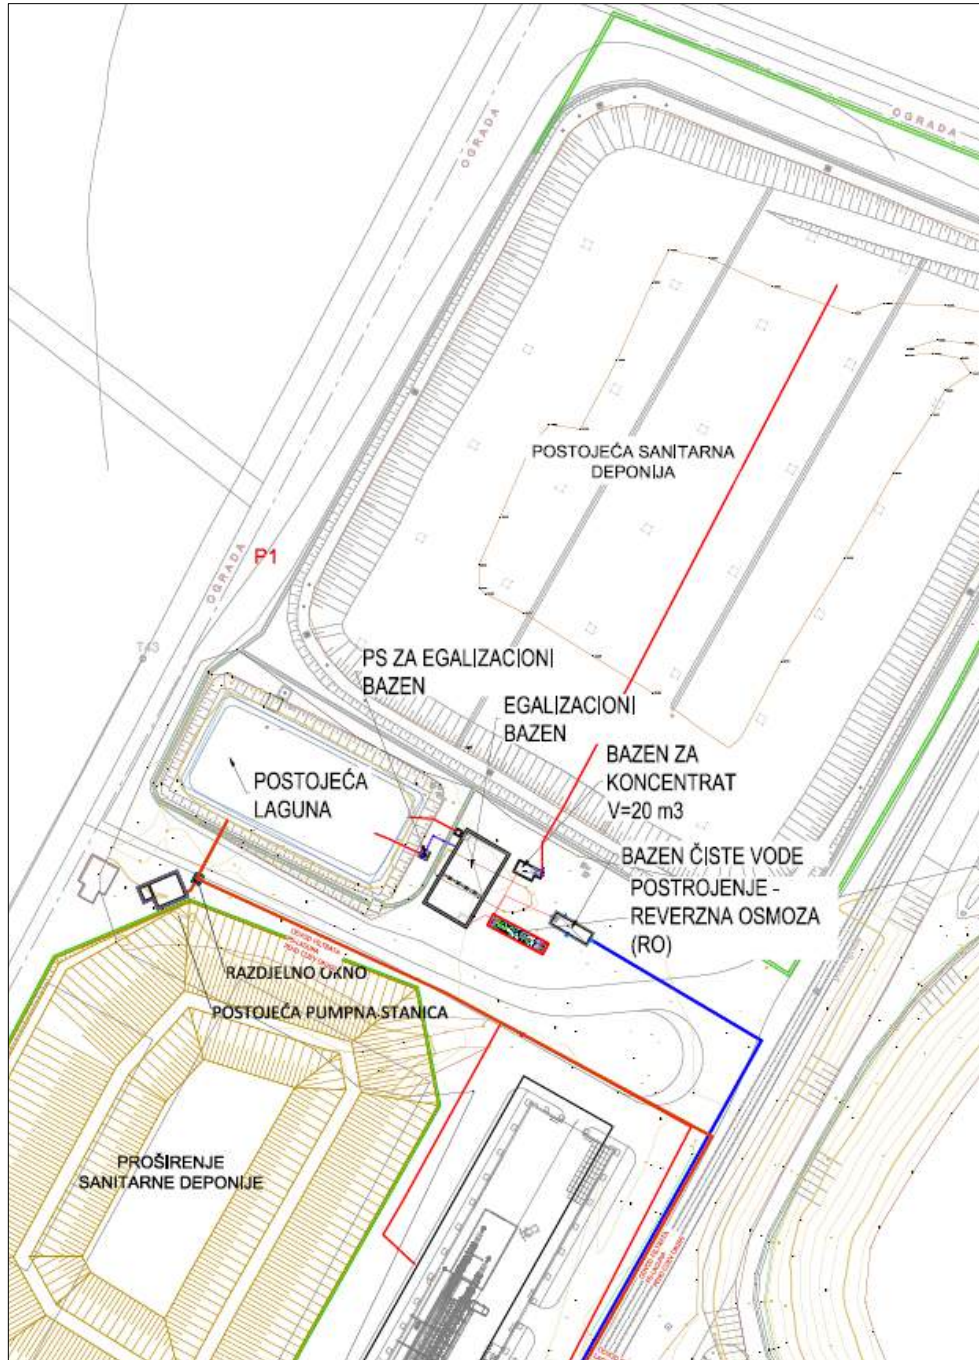 OGRADA
OGRADA
POSTOJEĆA SANITARNA
DEPONIJA
OGRADA
P1
T43
PS ZA EGALIZACIONI
BAZEN
EGALIZACIONI
BAZEN
BAZEN ZA
KONCENTRAT
V=20 m3
POSTOJEĆA
LAGUNA
BAZEN ČISTE VODE
POSTROJENJE -
REVERZNA OSMOZA
(RO)
RAZDJELNO OKNO
POSTOJEĆA PUMPNA STANICA
PROŠIRENJE
SANITARNE DEPONIJE